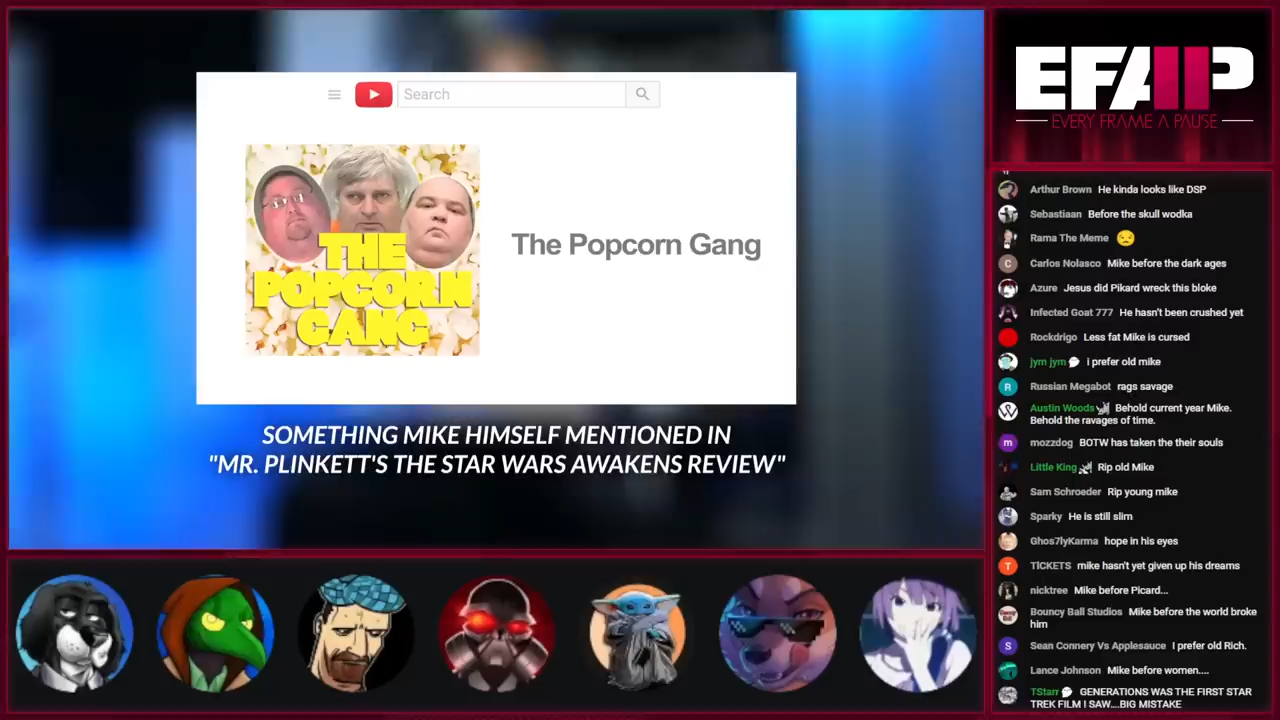 Search
THE
POPCORN
GANG
The Popcorn Gang
SOMETHING MIKE HIMSELF MENTIONED IN
"MR. PLINKETT'S THE STAR WARS AWAKENS REVIEW"
EFAP
EVERY FRAME A PAUSE
Arthur Brown He kinda looks like DSP
Sebastiaan Before the skull wodka
Rama The Meme 😒
C
Carlos Nolasco Mike before the dark ages
Azure Jesus did Pikard wreck this bloke
Infected Goat 777 He hasn't been crushed yet
Rockdrigo Less fat Mike is cursed
jym jym i prefer old mike
R
Russian Megabot rags savage
Austin Woods Behold current year Mike.
Behold the ravages of time.
m
mozzdog BOTW has taken the their souls
Little King Rip old Mike
Sam Schroeder Rip young mike
Sparky He is still slim
Ghos7lyKarma hope in his eyes
T
TICKETS mike hasn't yet given up his dreams
nicktree Mike before Picard...
Bouncy Ball Studios Mike before the world broke
him
S
Sean Connery Vs Applesauce I prefer old Rich.
Lance Johnson Mike before women....
TStarr GENERATIONS WAS THE FIRST STAR
TREK FILM I SAW....BIG MISTAKE